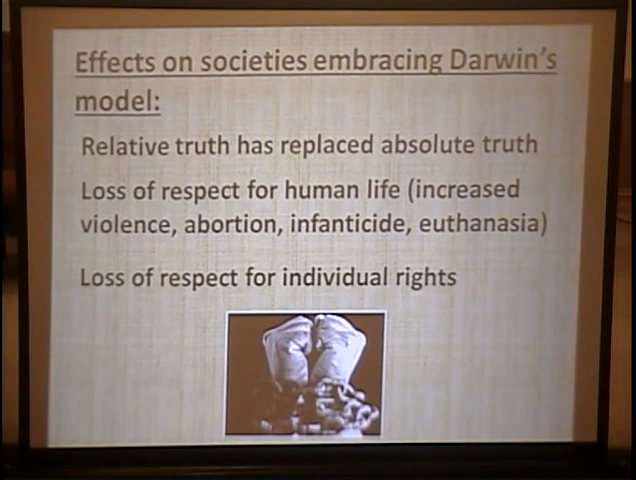 Effects on societies embracing Darwin's
model:
Relative truth has replaced absolute truth
Loss of respect for human life (increased
violence, abortion, infanticide, euthanasia)
Loss of respect for individual rights